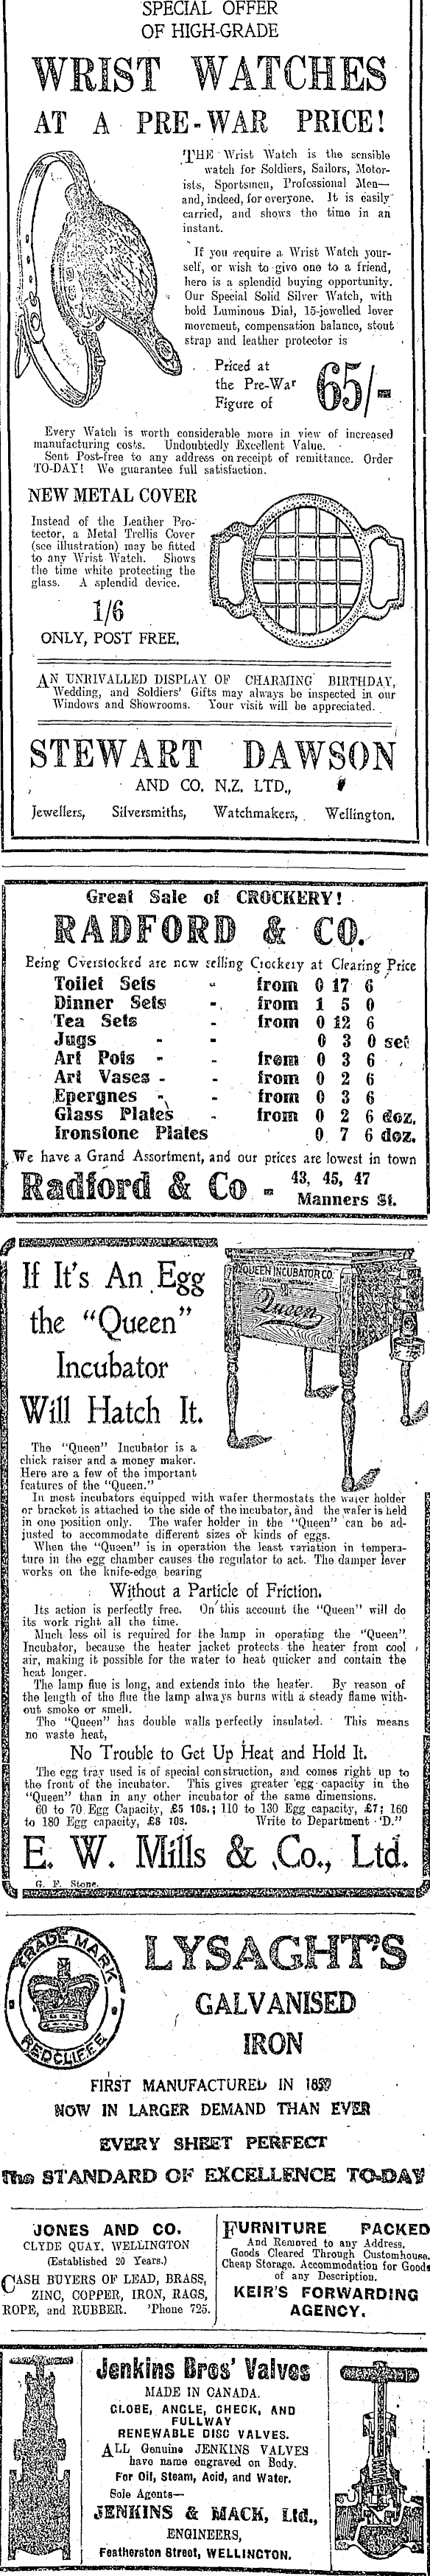 SPECIAL OFFER
OF HIGH-GRADE
WRIST WATCHES
AT A PRE-WAR PRICE!
THE Wrist Watch is the sensible
watch for Soldiers, Sailors, Motor-
ists, Sportsmen, Professional Men—
and, indeed, for everyone. It is easily
carried, and shows the time in an
instant.
If you require a Wrist Watch your-
self, or wish to give one to a friend,
here is a splendid buying opportunity.
Our Special Solid Silver Watch, with
bold Luminous Dial, 15-jewelled lever
movement, compensation balance, stout
strap and leather protector is
Priced at
the Pre-War
Figure of
65/-
Every Watch is worth considerable more in view of increased
manufacturing costs. Undoubtedly Excellent Value.
Sent Post-free to any address on receipt of remittance. Order
TO-DAY! We guarantee full satisfaction.
NEW METAL COVER
Instead of the Leather Pro-
tector, a Metal Trellis Cover
(see illustration) may be fitted
to any Wrist Watch. Shows
the time white protecting the
glass. A splendid device.
1/6
ONLY, POST FREE.
AN UNRIVALLED DISPLAY OF CHARMING BIRTHDAY,
Wedding, and Soldiers' Gifts may always be inspected in our
Windows and Showrooms. Your visit will be appreciated.
STEWART DAWSON
AND CO. N.Z. LTD.,
Jewellers, Silversmiths, Watchmakers, Wellington.
Great Sale of CROCKERY!
RADFORD & CO.
Being Overstocked are now selling Crockery at Clearing Price
Toilet Sets - from 0 17 6
Dinner Sets - from 1 5 0
Tea Sets - from 0 12 6
Jugs - - 0 3 0 set
Art Pots - - from 0 3 6
Art Vases - - from 0 2 6
Epergnes - - from 0 3 6
Glass Plates - from 0 2 6 doz.
Ironstone Plates 0 7 6 doz.
We have a Grand Assortment, and our prices are lowest in town
Radford & Co - 43, 45, 47
Manners St.
If It's An Egg
the "Queen"
Incubator
Will Hatch It.
QUEEN INCUBATOR CO.
Queen
The "Queen" Incubator is a
chick raiser and a money maker.
Here are a few of the important
features of the "Queen."
In most incubators equipped with wafer thermostats the wafer holder
or bracket is attached to the side of the incubator, and the wafer is held
in one position only. The wafer holder in the "Queen" can be ad-
justed to accommodate different sizes or kinds of eggs.
When the "Queen" is in operation the least variation in tempera-
ture in the egg chamber causes the regulator to act. The damper lever
works on the knife-edge bearing
Without a Particle of Friction.
Its action is perfectly free. On this account the "Queen" will do
its work right all the time.
Much less oil is required for the lamp in operating the "Queen"
Incubator, because the heater jacket protects the heater from cool
air, making it possible for the water to heat quicker and contain the
heat longer.
The lamp flue is long, and extends into the heater. By reason of
the length of the flue the lamp always burns with a steady flame with-
out smoke or smell.
The "Queen" has double walls perfectly insulated. This means
no waste heat,
No Trouble to Get Up Heat and Hold It.
The egg tray used is of special construction, and comes right up to
the front of the incubator. This gives greater egg capacity in the
"Queen" than in any other incubator of the same dimensions.
60 to 70 Egg Capacity, £5 10s.; 110 to 130 Egg capacity, £7; 160
to 180 Egg capacity, £8 10s. Write to Department "D."
E. W. Mills & Co., Ltd.
G. F. Stone.
TRADE MARK
REDCLIFFE
LYSAGHT'S
GALVANISED
IRON
FIRST MANUFACTURED IN 1857
NOW IN LARGER DEMAND THAN EVER
EVERY SHEET PERFECT
The STANDARD OF EXCELLENCE TO-DAY
JONES AND CO.
CLYDE QUAY, WELLINGTON
(Established 20 Years.)
CASH BUYERS OF LEAD, BRASS,
ZINC, COPPER, IRON, RAGS,
ROPE, and RUBBER. 'Phone 725.
FURNITURE PACKED
And Removed to any Address.
Goods Cleared Through Customhouse.
Cheap Storage. Accommodation for Goods
of any Description.
KEIR'S FORWARDING
AGENCY.
Jenkins Bros' Valves
MADE IN CANADA.
GLOBE, ANGLE, CHECK, AND
FULLWAY
RENEWABLE DISC VALVES.
ALL Genuine JENKINS VALVES
have name engraved on Body.
For Oil, Steam, Acid, and Water.
Sole Agents—
JENKINS & MACK, Ltd.,
ENGINEERS,
Featherston Street, WELLINGTON.